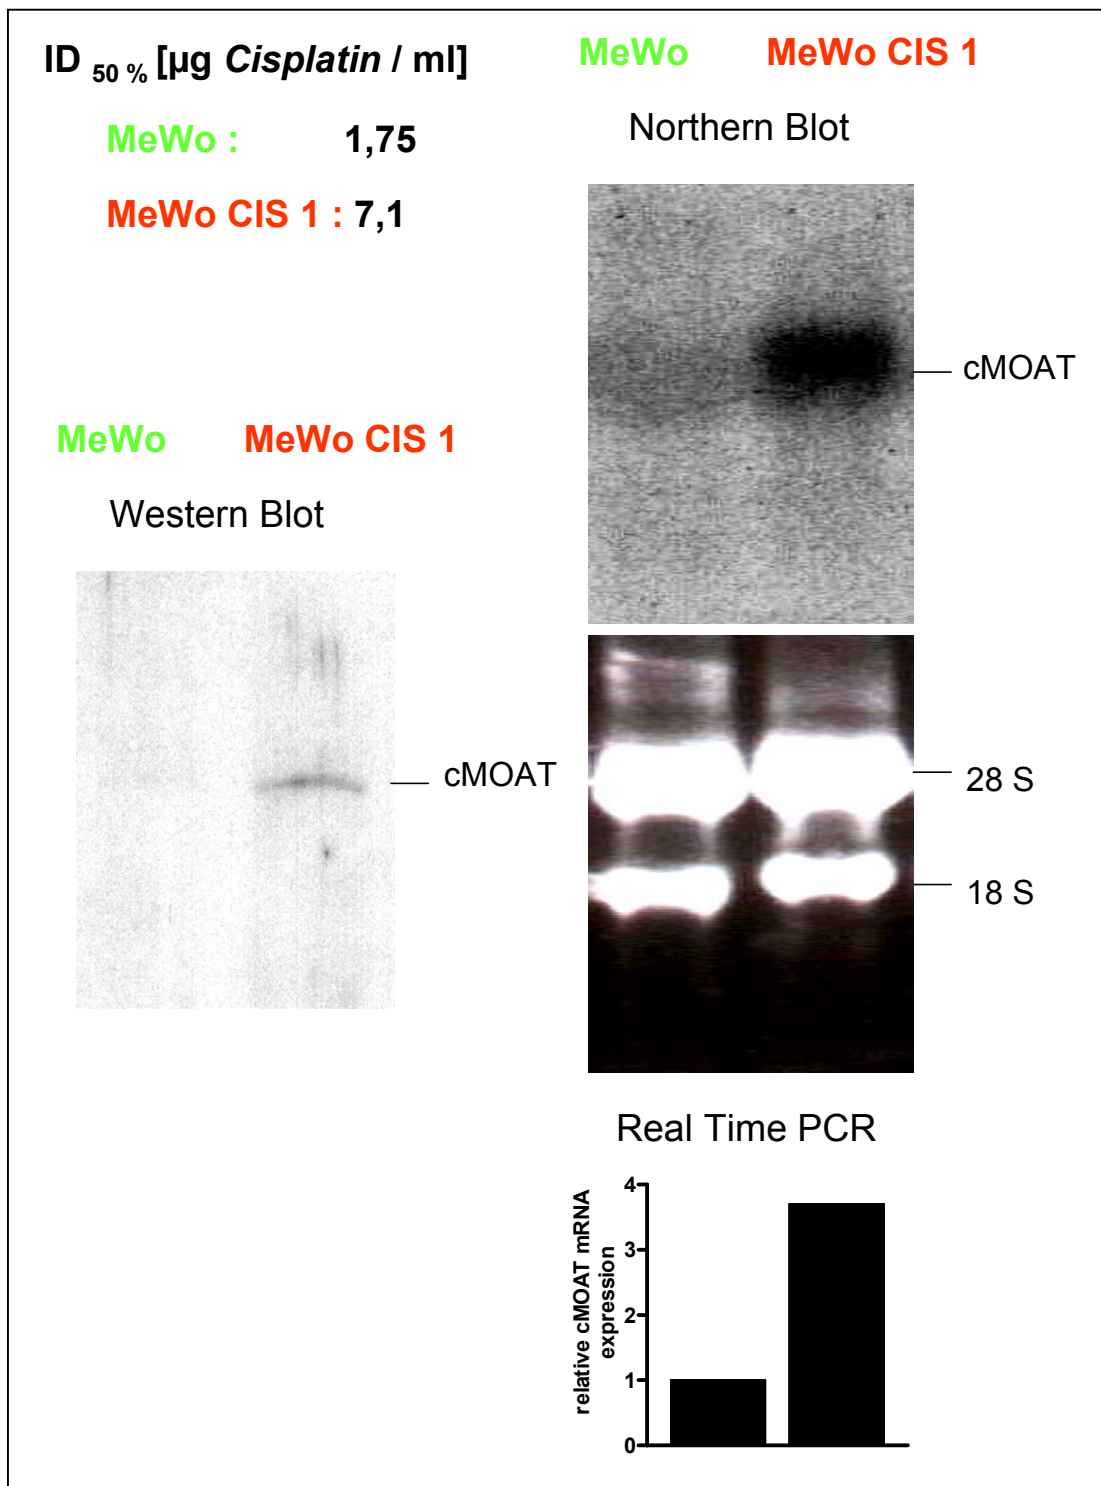 ID 50 % [µg Cisplatin / ml]
MeWo : 1,75
MeWo CIS 1 : 7,1
MeWo MeWo CIS 1
Western Blot
cMOAT
MeWo MeWo CIS 1
Northern Blot
cMOAT
28 S
18 S
Real Time PCR
relative cMOAT mRNA
expression
4
3
2
1
0